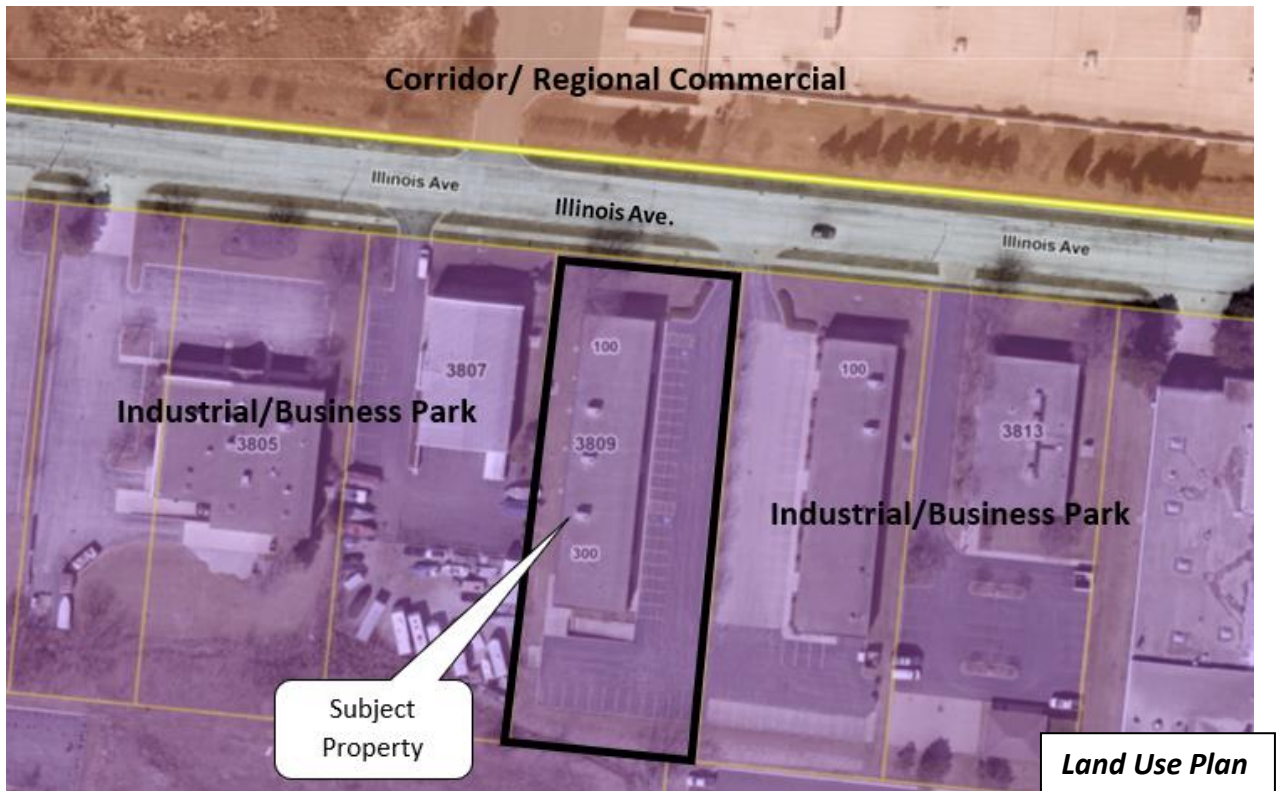 Corridor/ Regional Commercial
Illinois Ave
Illinois Ave.
Illinois Ave
3807
100
100
Industrial/Business Park
3805
3809
3813
Industrial/Business Park
300
Subject
Property
Land Use Plan